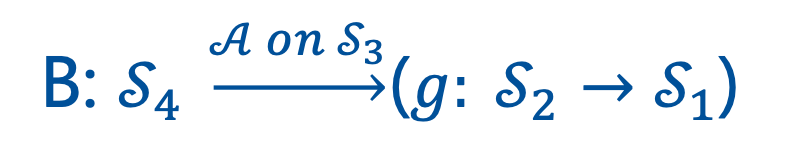 B: 𝒮₄ —𝒜 on 𝒮₃→ (g: 𝒮₂ → 𝒮₁)